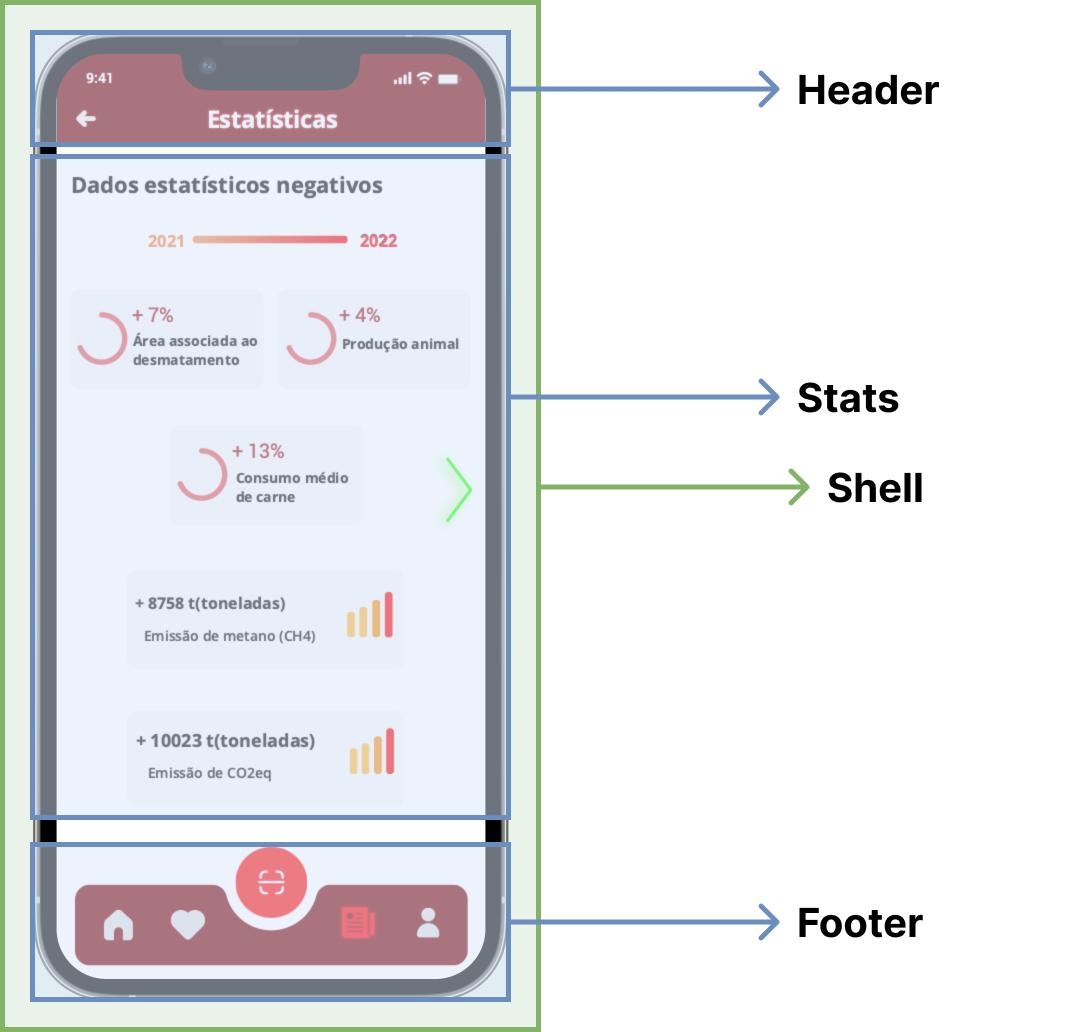 9:41
Estatísticas
Header
Dados estatísticos negativos
2021
2022
+ 7%
Área associada ao
desmatamento
+ 4%
Produção animal
Stats
+ 13%
Consumo médio
de carne
Shell
+ 8758 t(toneladas)
Emissão de metano (CH4)
+ 10023 t(toneladas)
Emissão de CO2eq
Footer